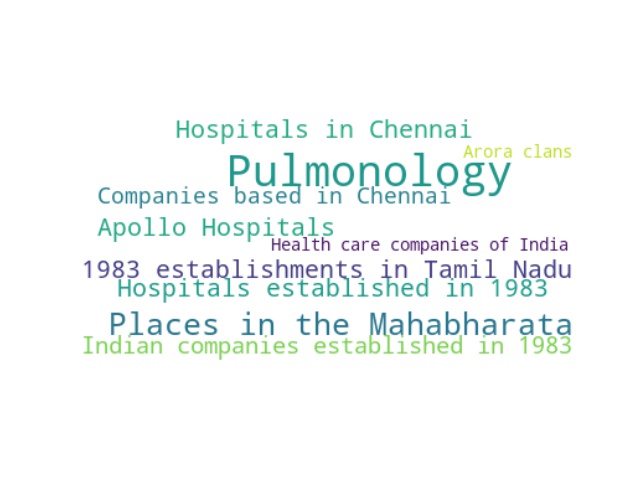 Hospitals in Chennai
Arora clans
Pulmonology
Companies based in Chennai
Apollo Hospitals
Health care companies of India
1983 establishments in Tamil Nadu
Hospitals established in 1983
Places in the Mahabharata
Indian companies established in 1983